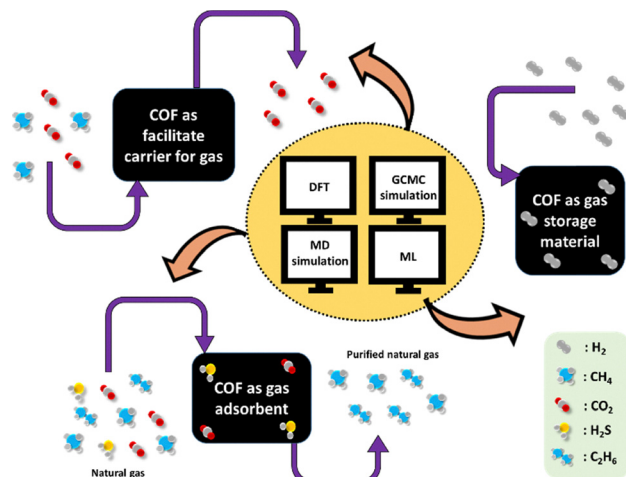 COF as
facilitate
carrier for gas
DFT
GCMC
simulation
MD
simulation
ML
COF as gas
storage
material
COF as gas
adsorbent
Purified natural gas
Natural gas
: H₂
: CH₄
: CO₂
: H₂S
: C₂H₆